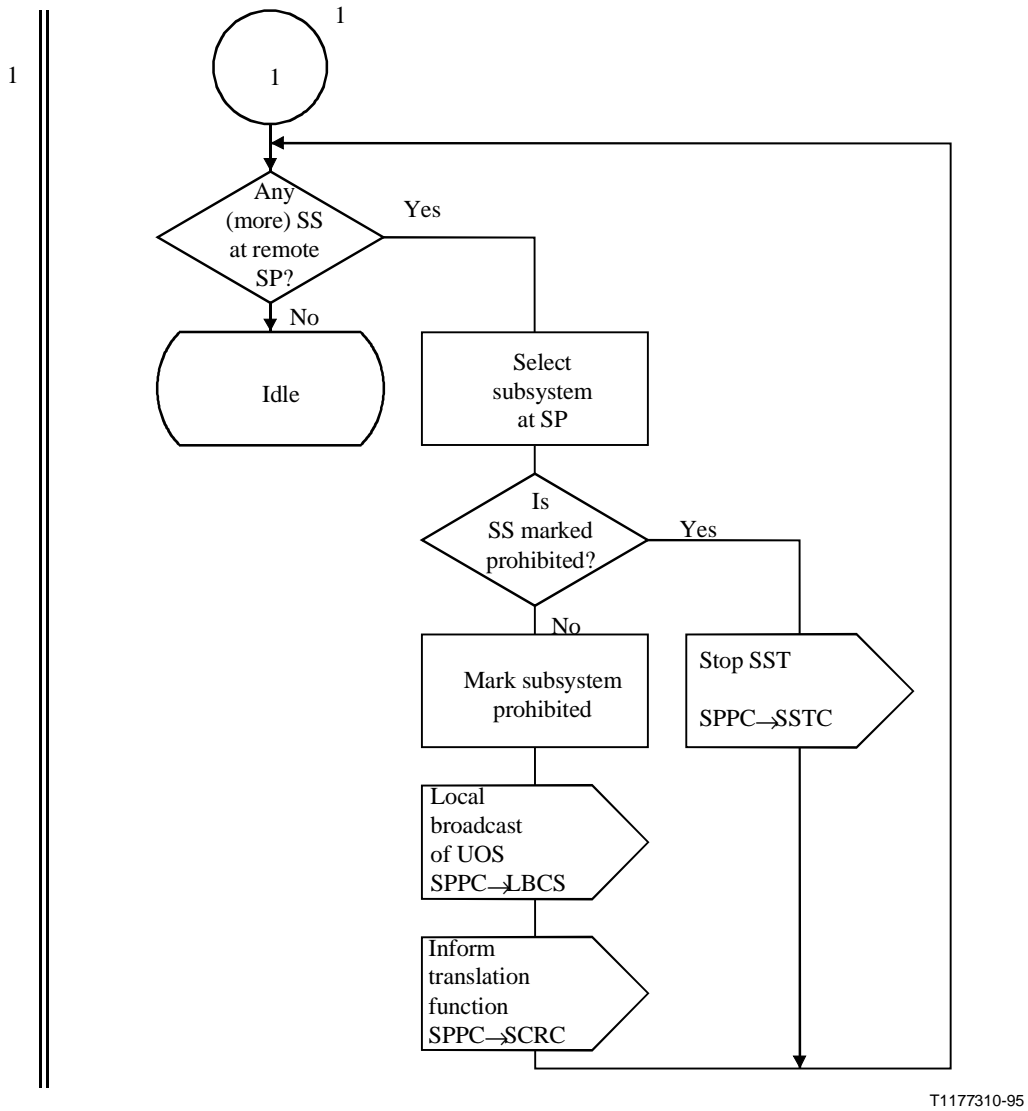 1
1
1
Any
(more) SS
at remote
SP?
Yes
No
Idle
Select
subsystem
at SP
Is
SS marked
prohibited?
Yes
No
Mark subsystem
prohibited
Stop SST
SPPC→SSTC
Local
broadcast
of UOS
SPPC→LBCS
Inform
translation
function
SPPC→SCRC
T1177310-95